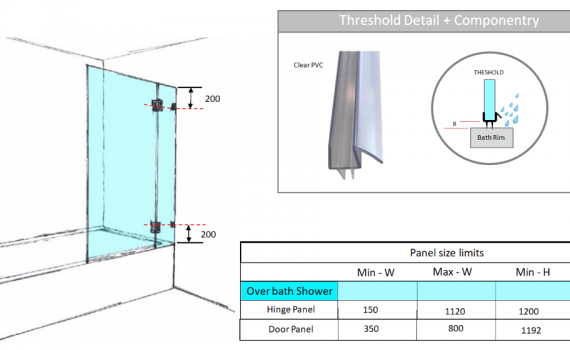 Threshold Detail + Componentry
Clear PVC
THESHOLD
8
Bath Rim
200
200
Panel size limits
Min - W Max - W Min - H
Over bath Shower
Hinge Panel 150 1120 1200
Door Panel 350 800 1192